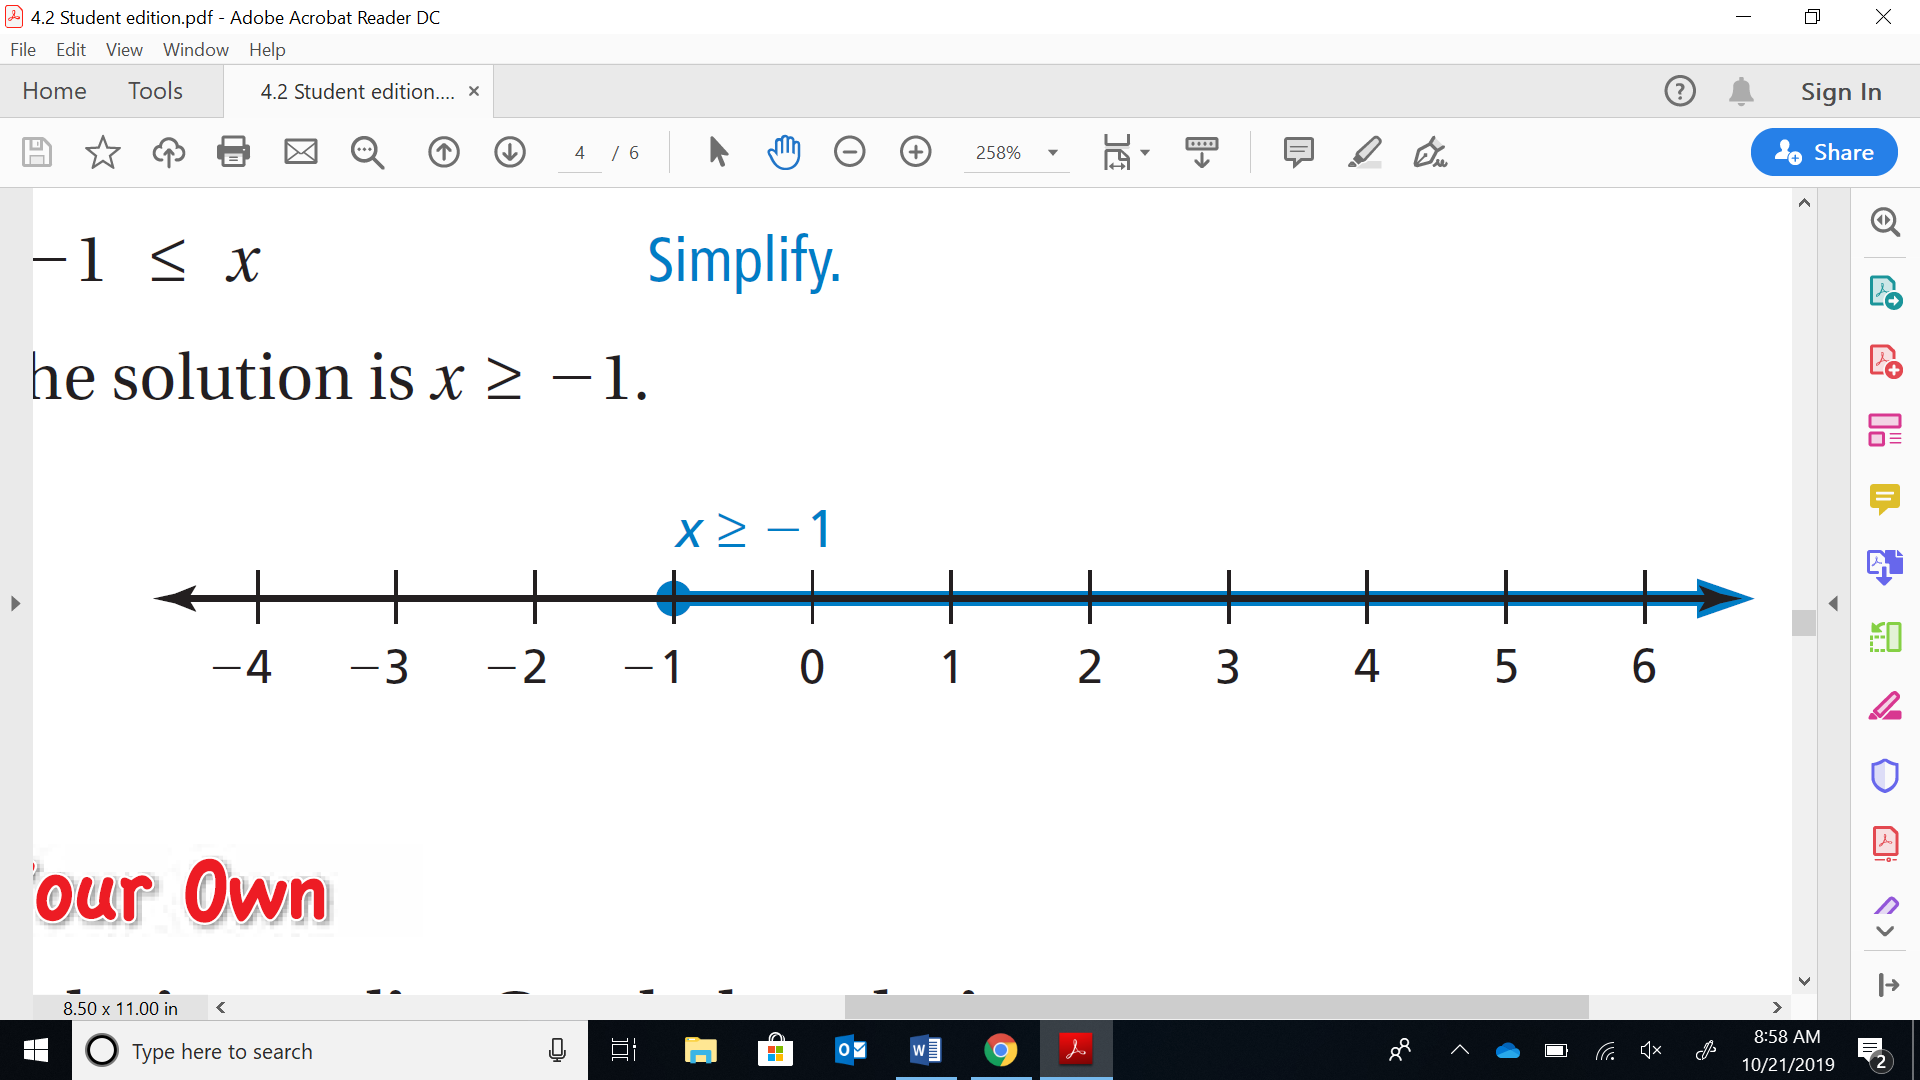 4.2 Student edition.pdf - Adobe Acrobat Reader DC
File Edit View Window Help
Home Tools 4.2 Student edition.... × Sign In
4 / 6 258% Share
−1 ≤ x Simplify.
he solution is x ≥ −1.
x ≥ −1
−4 −3 −2 −1 0 1 2 3 4 5 6
our Own
8.50 x 11.00 in
Type here to search
8:58 AM
10/21/2019
2